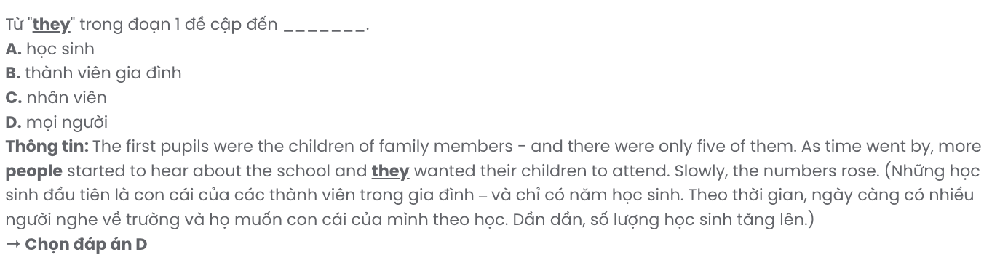 Từ "they" trong đoạn 1 đề cập đến _______.
A. học sinh
B. thành viên gia đình
C. nhân viên
D. mọi người
Thông tin: The first pupils were the children of family members - and there were only five of them. As time went by, more
people started to hear about the school and they wanted their children to attend. Slowly, the numbers rose. (Những học
sinh đầu tiên là con cái của các thành viên trong gia đình – và chỉ có năm học sinh. Theo thời gian, ngày càng có nhiều
người nghe về trường và họ muốn con cái của mình theo học. Dần dần, số lượng học sinh tăng lên.)
→ Chọn đáp án D